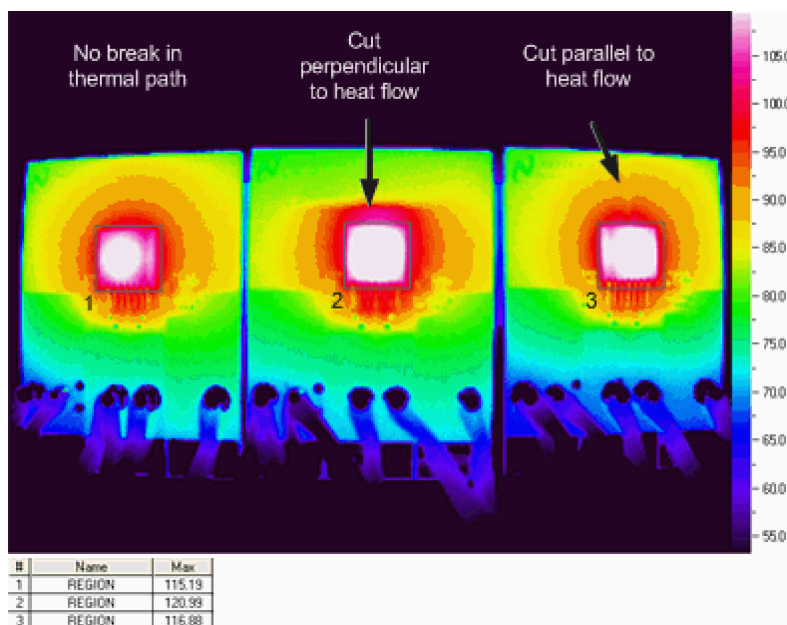 No break in
thermal path
Cut
perpendicular
to heat flow
Cut parallel to
heat flow
105.0
100.0
95.0
90.0
85.0
80.0
75.0
70.0
65.0
60.0
55.0
1
2
3
# Name Max
1 REGION 115.19
2 REGION 120.99
3 REGION 116.88